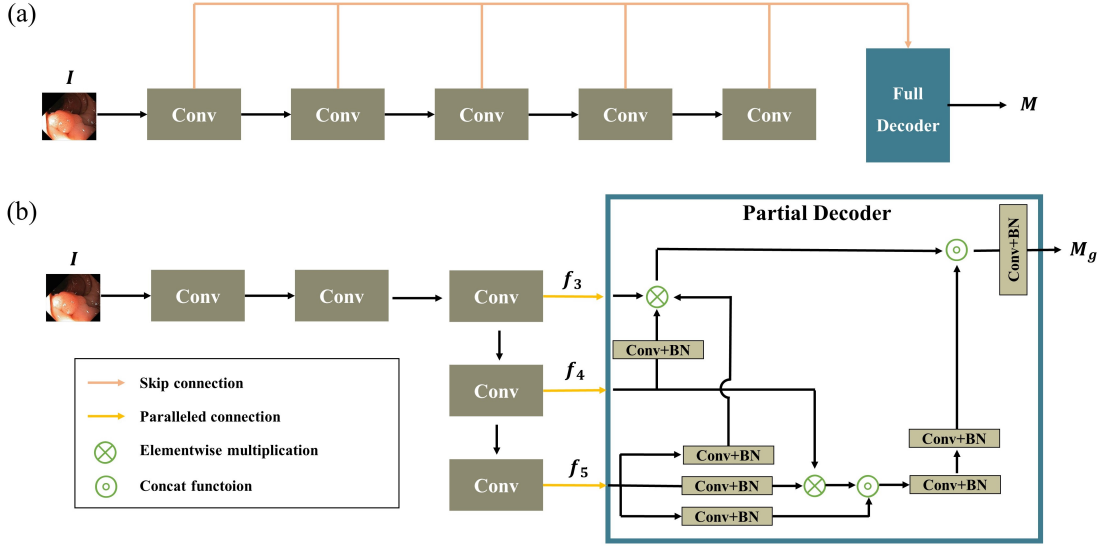 (a)
I
Conv
Conv
Conv
Conv
Conv
Full
Decoder
M
(b)
Partial Decoder
I
Conv
Conv
Conv
f3
Conv+BN
Mg
Conv+BN
Conv
f4
Skip connection
Paralleled connection
Elementwise multiplication
Concat functoion
Conv
f5
Conv+BN
Conv+BN
Conv+BN
Conv+BN
Conv+BN